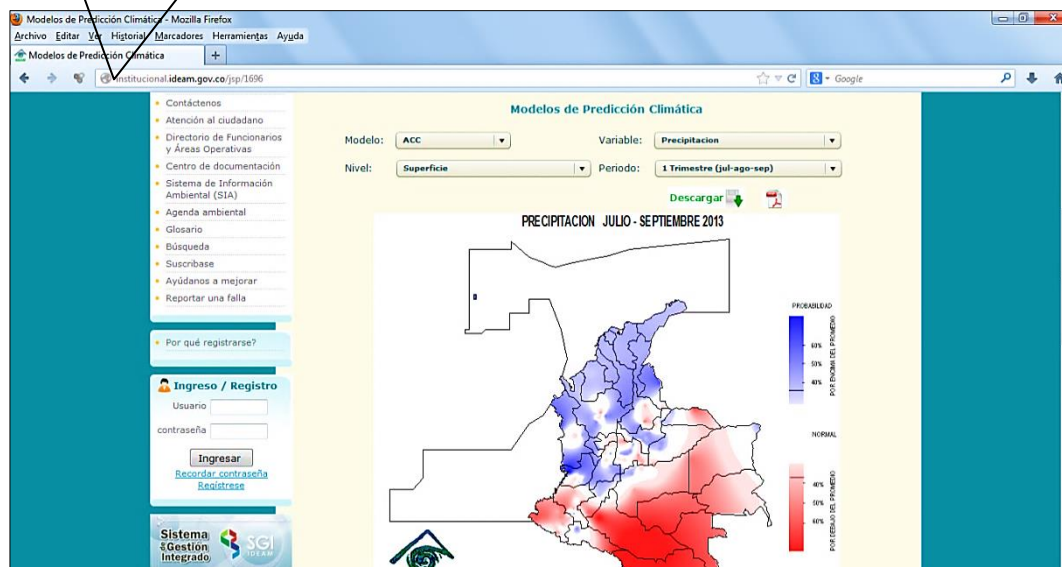 Modelos de Predicción Climática - Mozilla Firefox
Archivo Editar Ver Historial Marcadores Herramientas Ayuda
Modelos de Predicción Climática
institucional.ideam.gov.co/jsp/1696
Google
Contáctenos
Atención al ciudadano
Directorio de Funcionarios
y Áreas Operativas
Centro de documentación
Sistema de Información
Ambiental (SIA)
Agenda ambiental
Glosario
Búsqueda
Suscribase
Ayúdanos a mejorar
Reportar una falla
Por qué registrarse?
Ingreso / Registro
Usuario
contraseña
Ingresar
Recordar contraseña
Regístrese
Sistema
de Gestión
Integrado
SGI
IDEAM
Modelos de Predicción Climática
Modelo: ACC Variable: Precipitacion
Nivel: Superficie Periodo: 1 Trimestre (jul-ago-sep)
Descargar
PRECIPITACION JULIO - SEPTIEMBRE 2013
PROBABILIDAD
60%
50%
40%
POR ENCIMA DEL PROMEDIO
NORMAL
40%
50%
60%
POR DEBAJO DEL PROMEDIO